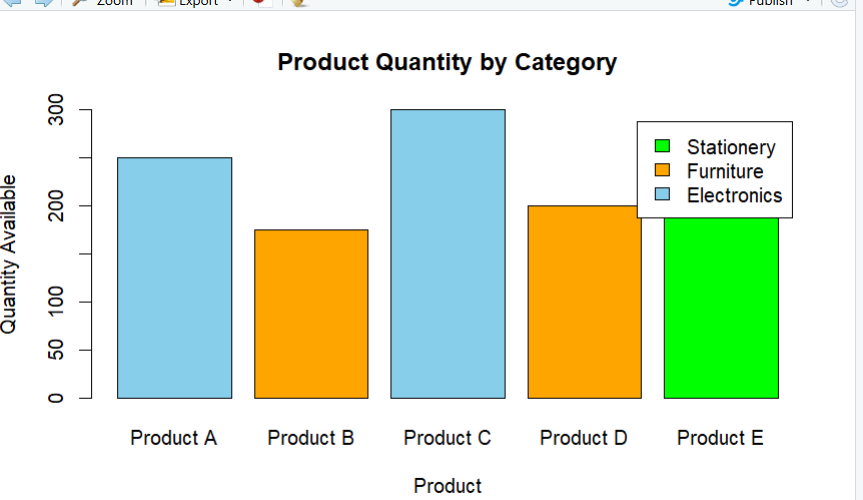 Zoom Export Publish
Product Quantity by Category
300
200
100
50
0
Quantity Available
Stationery
Furniture
Electronics
Product A Product B Product C Product D Product E
Product